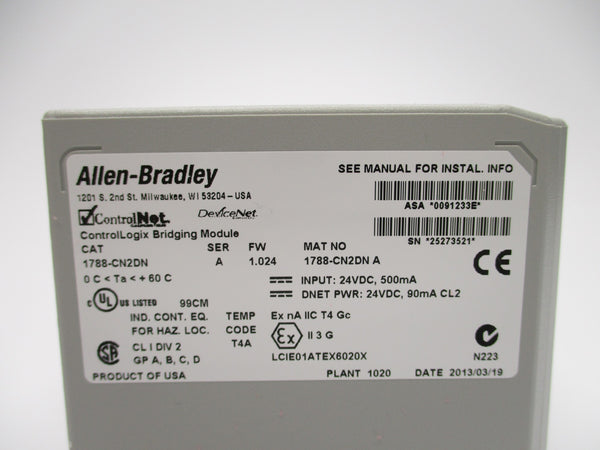 Allen-Bradley
1201 S. 2nd St. Milwaukee, WI 53204 – USA
SEE MANUAL FOR INSTAL. INFO
ASA *0091233E*
ControlNet DeviceNet
ControlLogix Bridging Module
SN *25273521*
CAT SER FW MAT NO
1788-CN2DN A 1.024 1788-CN2DN A
CE
0 C < Ta < + 60 C
INPUT: 24VDC, 500mA
DNET PWR: 24VDC, 90mA CL2
c UL US LISTED 99CM
IND. CONT. EQ. TEMP Ex nA IIC T4 Gc
FOR HAZ. LOC. CODE
Ex II 3 G
SA CL I DIV 2 T4A
GP A, B, C, D LCIE01ATEX6020X
N223
PRODUCT OF USA PLANT 1020 DATE 2013/03/19